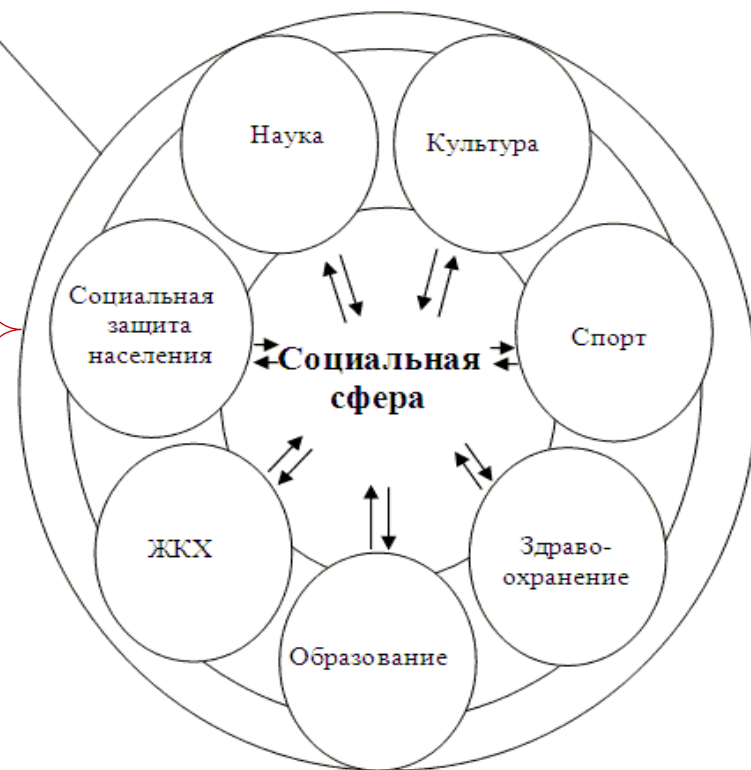 Наука
Культура
Социальная
защита
населения
Социальная
сфера
Спорт
ЖКХ
Здраво-
охранение
Образование